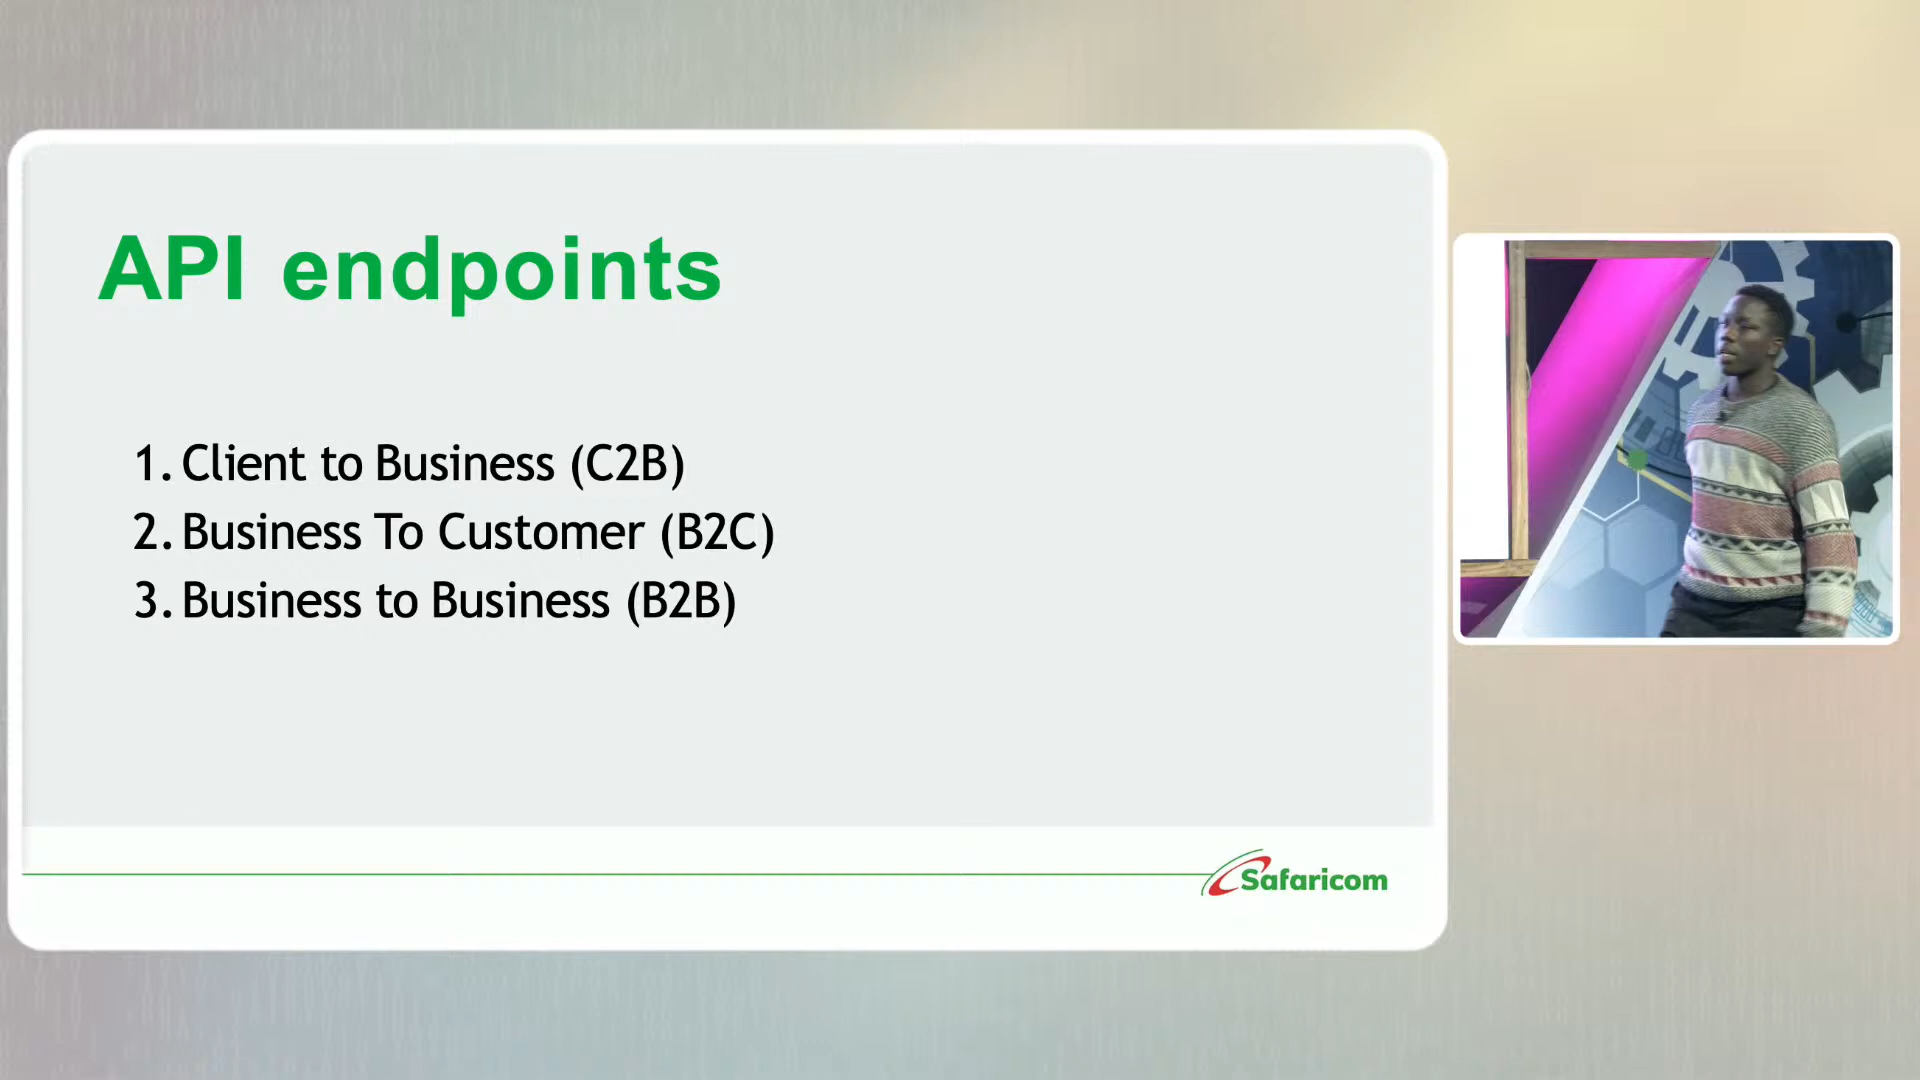 API endpoints
1. Client to Business (C2B)
2. Business To Customer (B2C)
3. Business to Business (B2B)
Safaricom